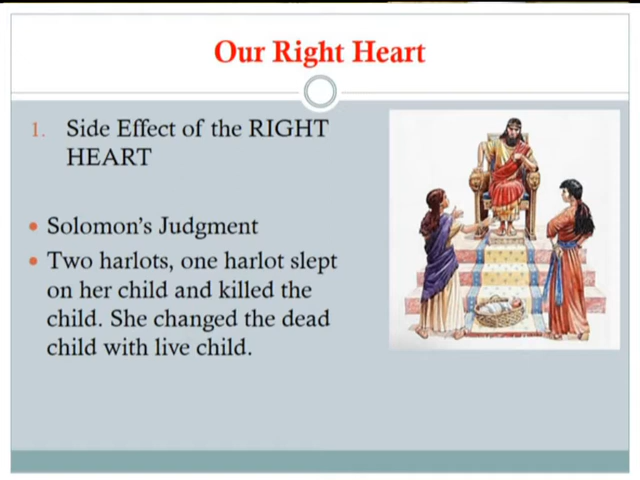 Our Right Heart
1. Side Effect of the RIGHT
HEART
• Solomon's Judgment
• Two harlots, one harlot slept
on her child and killed the
child. She changed the dead
child with live child.